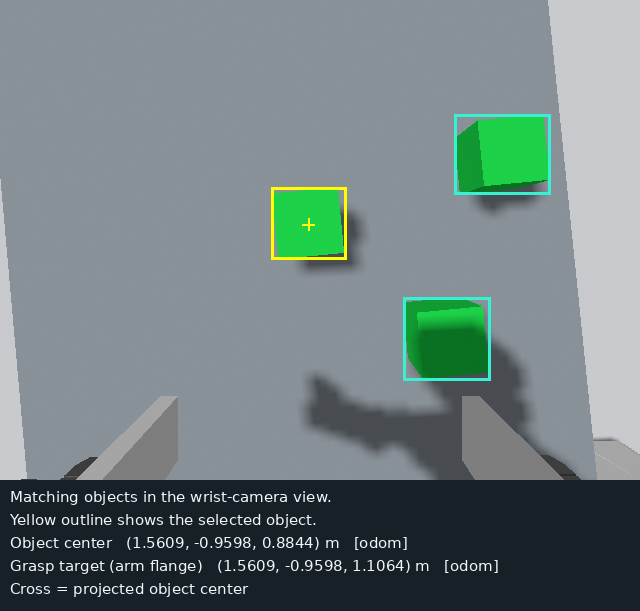 Matching objects in the wrist-camera view.
Yellow outline shows the selected object.
Object center   (1.5609, -0.9598, 0.8844) m   [odom]
Grasp target (arm flange)   (1.5609, -0.9598, 1.1064) m   [odom]
Cross = projected object center